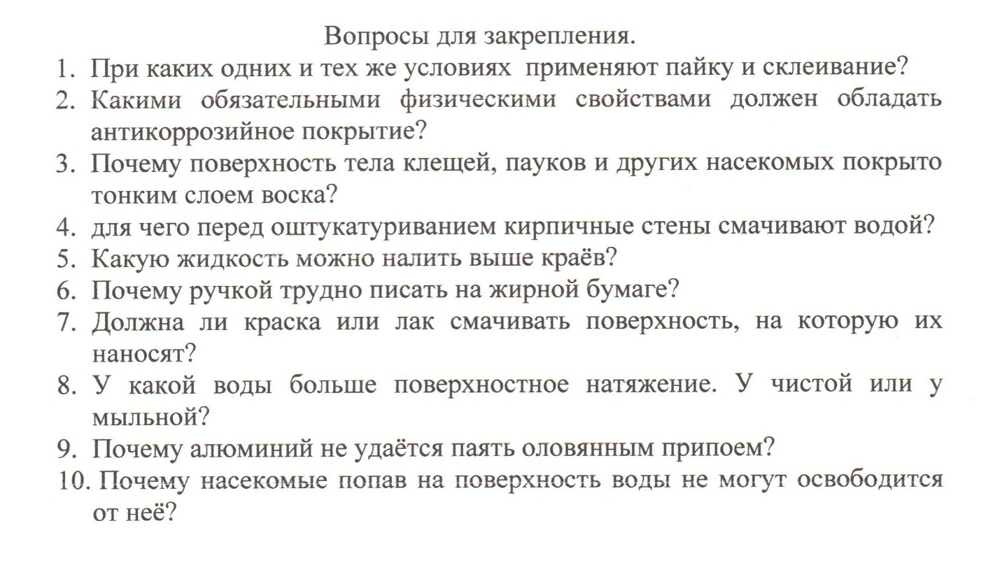 Вопросы для закрепления.
1. При каких одних и тех же условиях применяют пайку и склеивание?
2. Какими обязательными физическими свойствами должен обладать
антикоррозийное покрытие?
3. Почему поверхность тела клещей, пауков и других насекомых покрыто
тонким слоем воска?
4. для чего перед оштукатуриванием кирпичные стены смачивают водой?
5. Какую жидкость можно налить выше краёв?
6. Почему ручкой трудно писать на жирной бумаге?
7. Должна ли краска или лак смачивать поверхность, на которую их
наносят?
8. У какой воды больше поверхностное натяжение. У чистой или у
мыльной?
9. Почему алюминий не удаётся паять оловянным припоем?
10. Почему насекомые попав на поверхность воды не могут освободится
от неё?